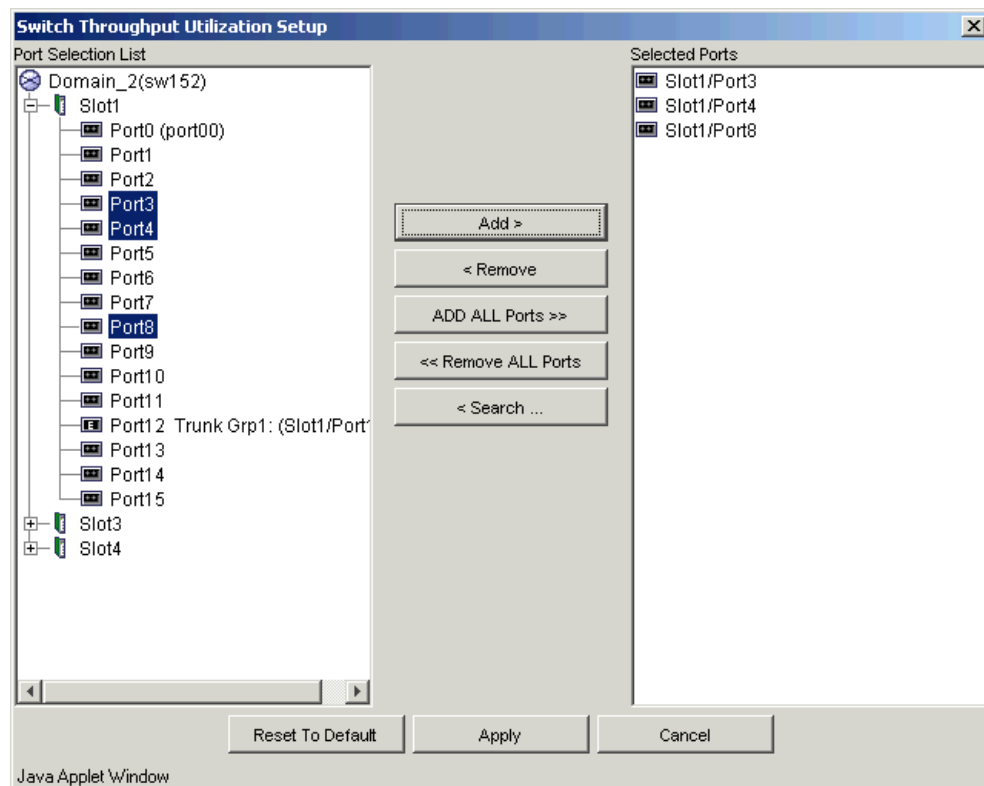 Switch Throughput Utilization Setup
Port Selection List
Domain_2(sw152)
Slot1
Port0 (port00)
Port1
Port2
Port3
Port4
Port5
Port6
Port7
Port8
Port9
Port10
Port11
Port12 Trunk Grp1: (Slot1/Port
Port13
Port14
Port15
Slot3
Slot4
Add >
< Remove
ADD ALL Ports >>
<< Remove ALL Ports
< Search ...
Selected Ports
Slot1/Port3
Slot1/Port4
Slot1/Port8
Reset To Default
Apply
Cancel
Java Applet Window